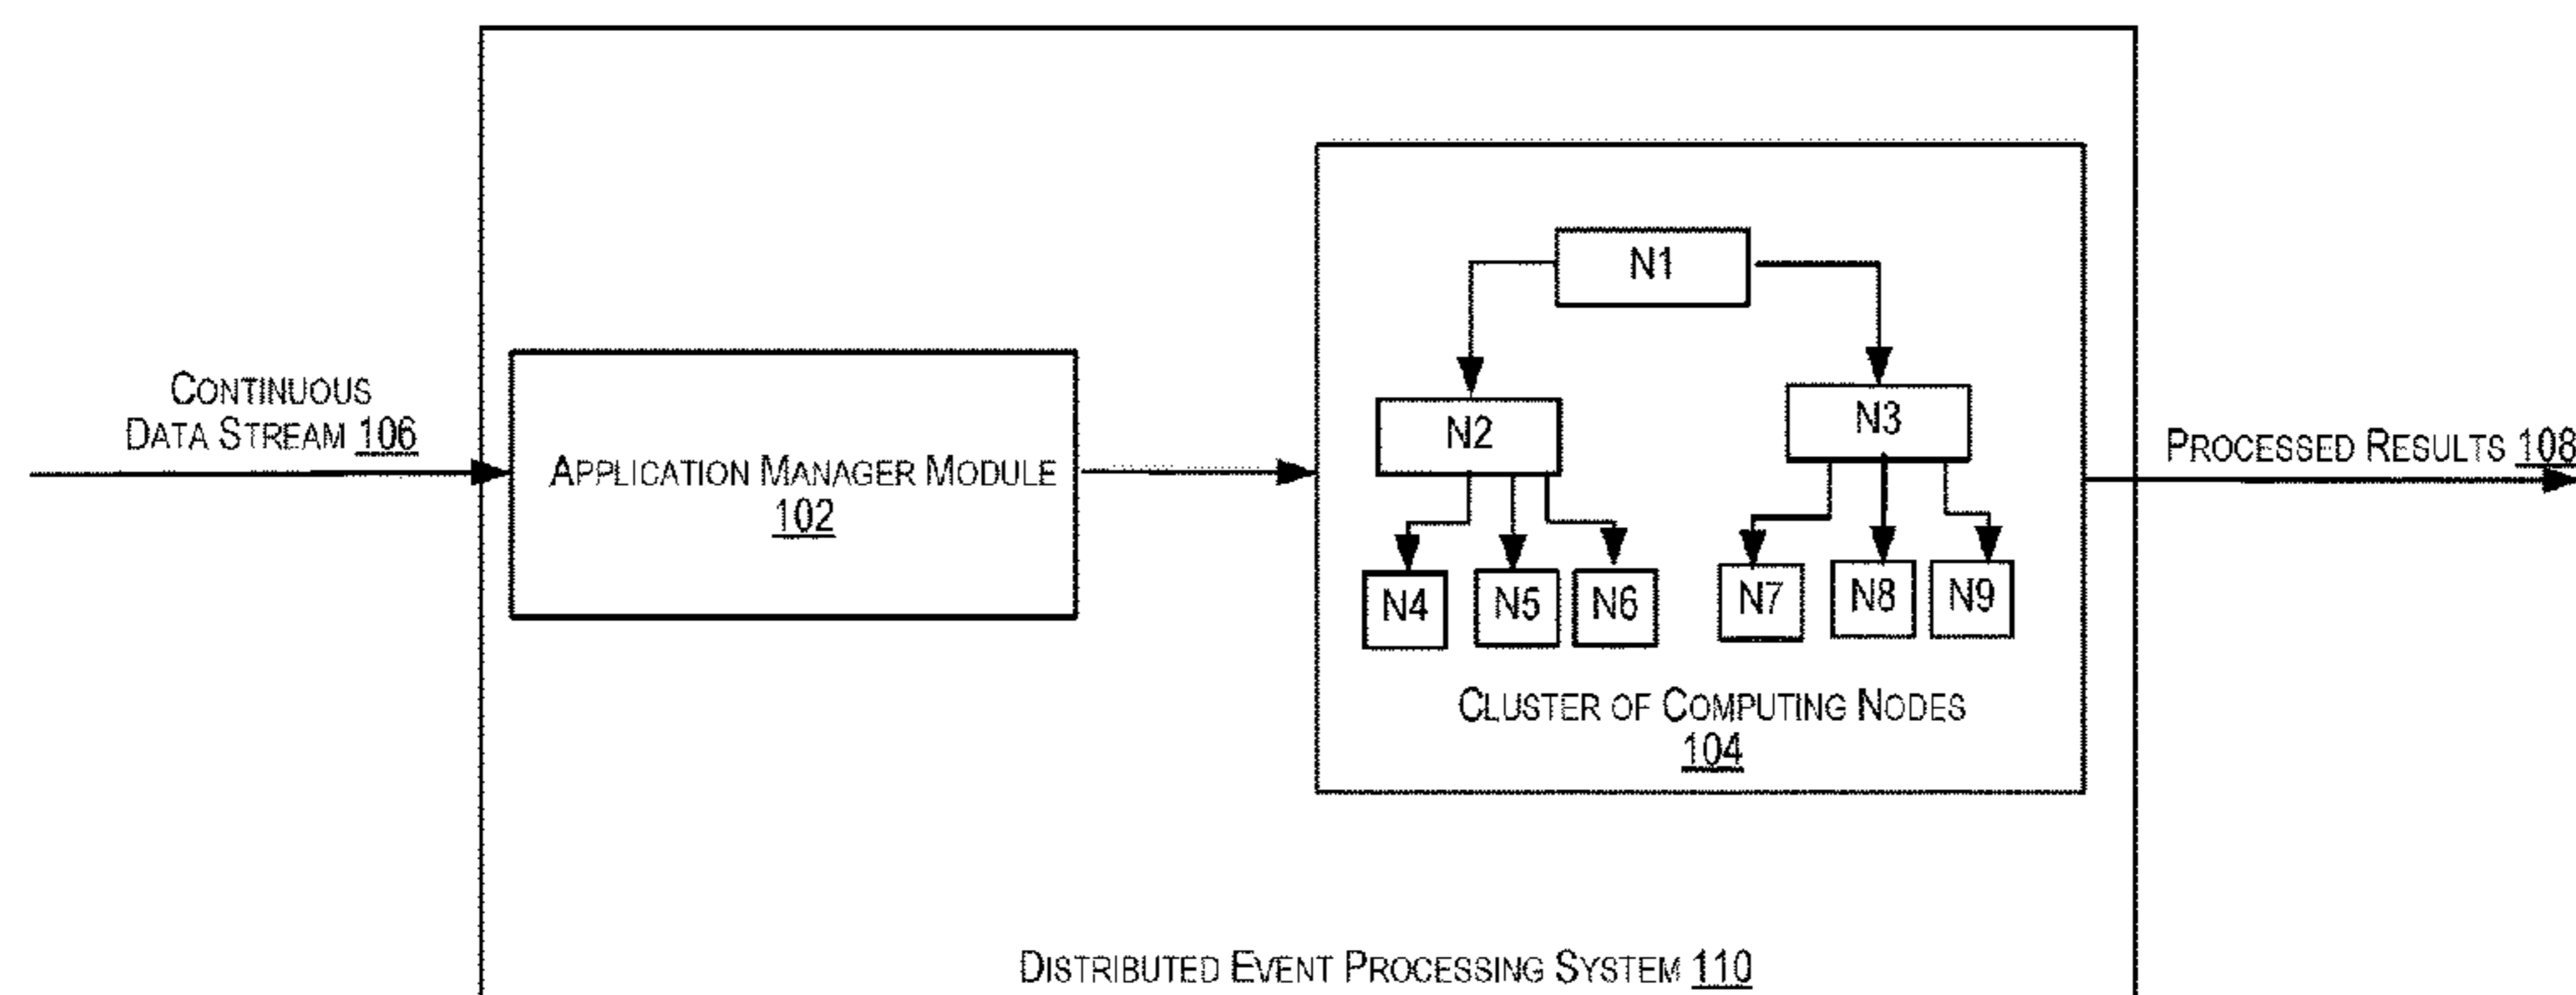 CONTINUOUS
DATA STREAM 106
APPLICATION MANAGER MODULE
102
N1
N2
N3
N4
N5
N6
N7
N8
N9
CLUSTER OF COMPUTING NODES
104
PROCESSED RESULTS 108
DISTRIBUTED EVENT PROCESSING SYSTEM 110